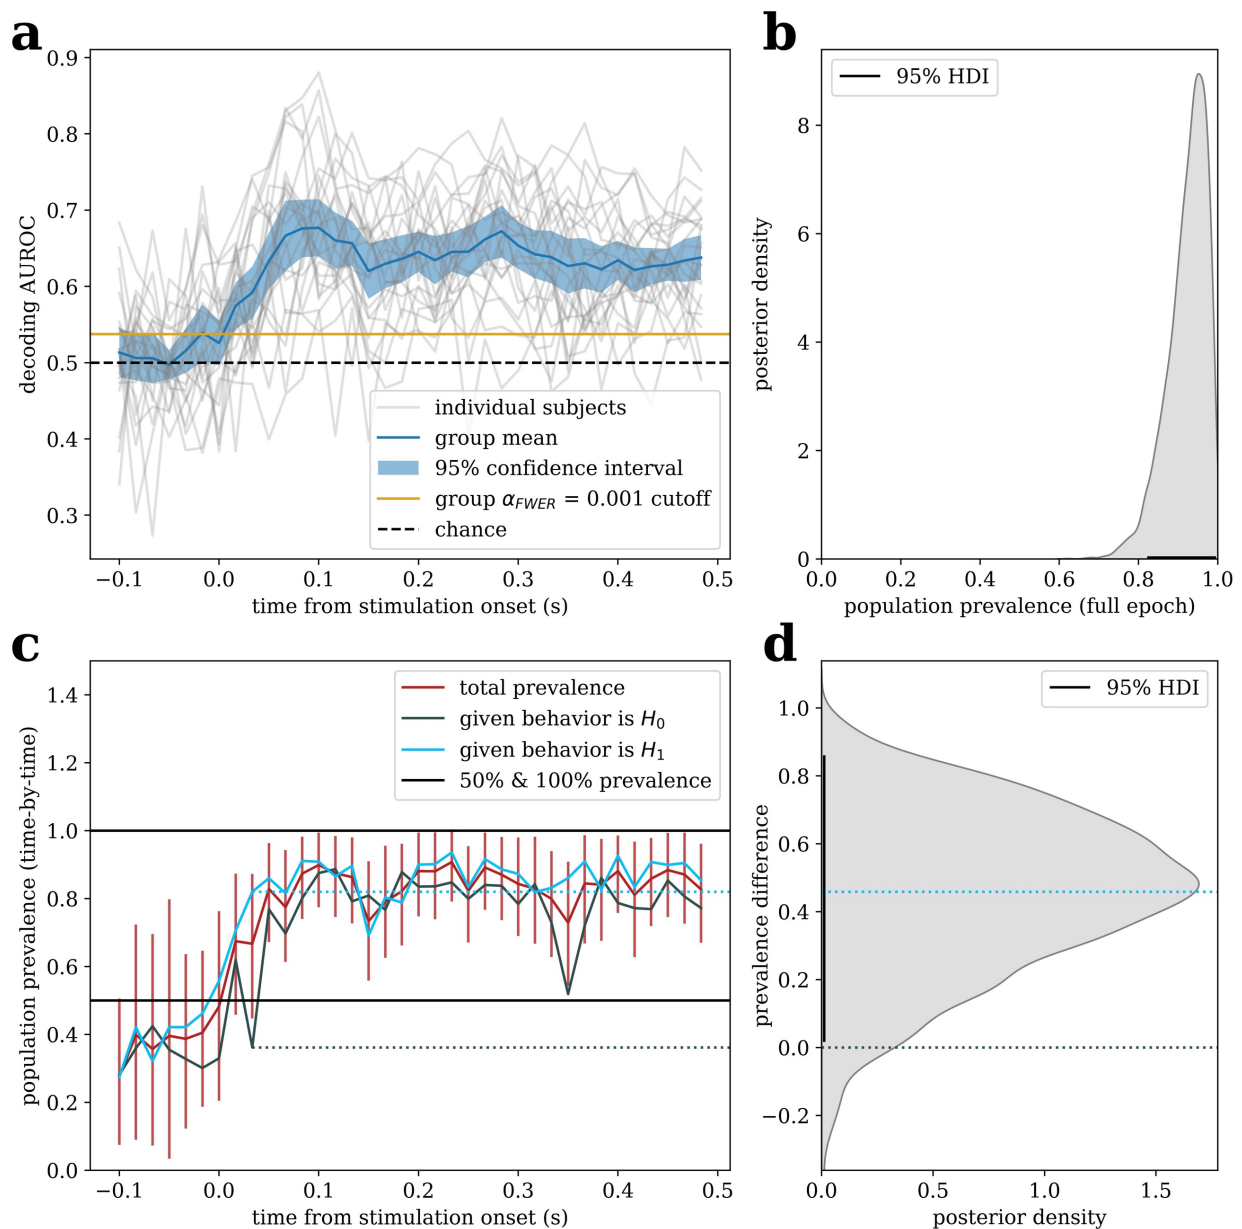 a
decoding AUROC
0.9
0.8
0.7
0.6
0.5
0.4
0.3
individual subjects
group mean
95% confidence interval
group α_FWER = 0.001 cutoff
chance
−0.1 0.0 0.1 0.2 0.3 0.4 0.5
time from stimulation onset (s)
b
posterior density
8
6
4
2
0
95% HDI
0.0 0.2 0.4 0.6 0.8 1.0
population prevalence (full epoch)
c
population prevalence (time-by-time)
1.4
1.2
1.0
0.8
0.6
0.4
0.2
0.0
total prevalence
given behavior is H₀
given behavior is H₁
50% & 100% prevalence
−0.1 0.0 0.1 0.2 0.3 0.4 0.5
time from stimulation onset (s)
d
prevalence difference
1.0
0.8
0.6
0.4
0.2
0.0
−0.2
95% HDI
0.0 0.5 1.0 1.5
posterior density